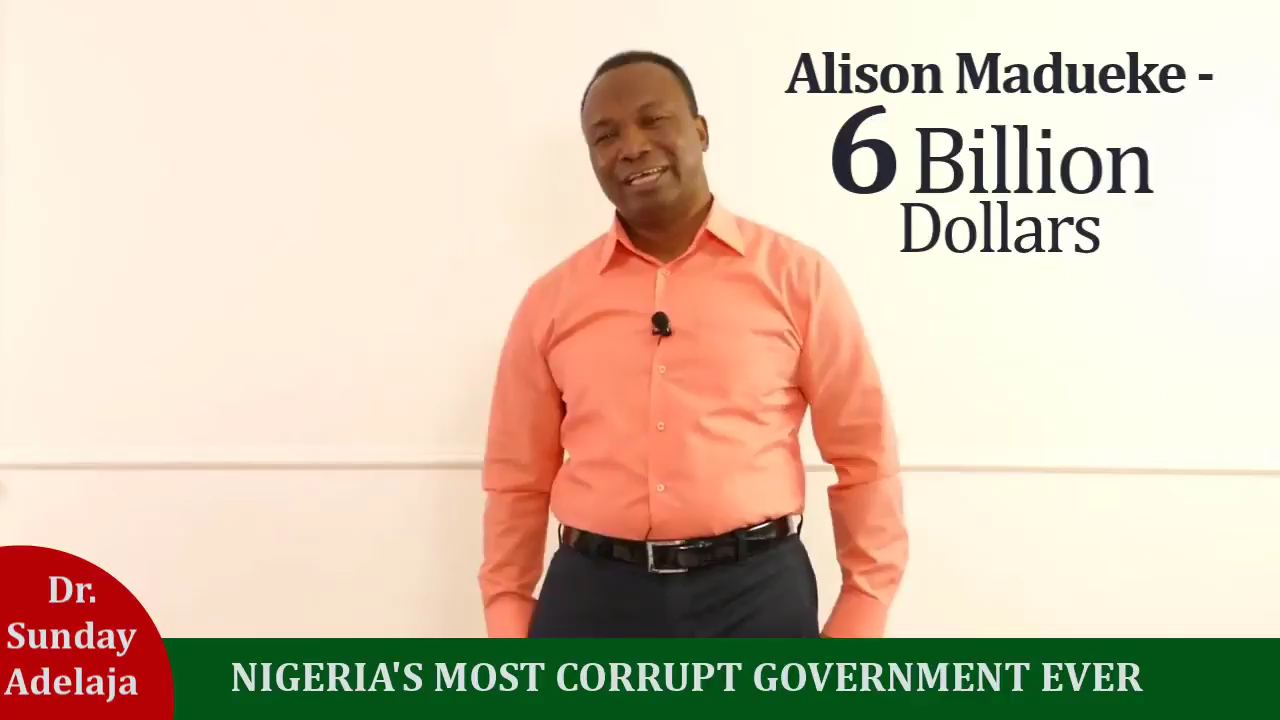 Alison Madueke -
6 Billion
Dollars
Dr.
Sunday
Adelaja
NIGERIA'S MOST CORRUPT GOVERNMENT EVER